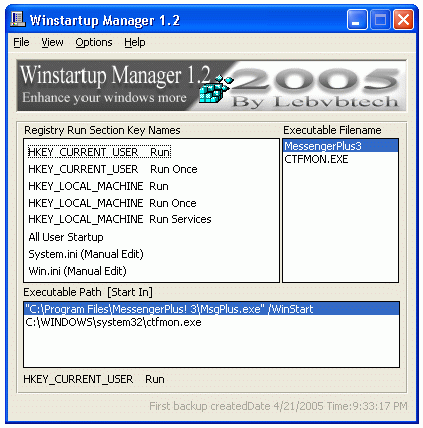 Winstartup Manager 1.2
File View Options Help
Winstartup Manager 1.2
Enhance your windows more
2005
By Lebvbtech
Registry Run Section Key Names
Executable Filename
HKEY_CURRENT_USER Run
HKEY_CURRENT_USER Run Once
HKEY_LOCAL_MACHINE Run
HKEY_LOCAL_MACHINE Run Once
HKEY_LOCAL_MACHINE Run Services
All User Startup
System.ini (Manual Edit)
Win.ini (Manual Edit)
MessengerPlus3
CTFMON.EXE
Executable Path [Start In]
"C:\Program Files\MessengerPlus! 3\MsgPlus.exe" /WinStart
C:\WINDOWS\system32\ctfmon.exe
HKEY_CURRENT_USER Run
First backup createdDate 4/21/2005 Time:9:33:17 PM